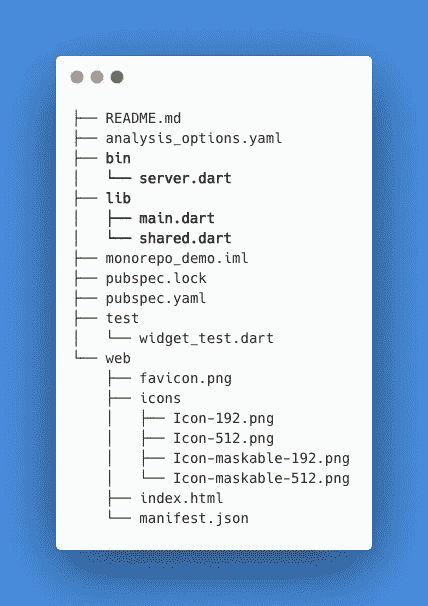 ├── README.md
├── analysis_options.yaml
├── bin
│   └── server.dart
├── lib
│   ├── main.dart
│   └── shared.dart
├── monorepo_demo.iml
├── pubspec.lock
├── pubspec.yaml
├── test
│   └── widget_test.dart
└── web
    ├── favicon.png
    ├── icons
    │   ├── Icon-192.png
    │   ├── Icon-512.png
    │   ├── Icon-maskable-192.png
    │   └── Icon-maskable-512.png
    ├── index.html
    └── manifest.json